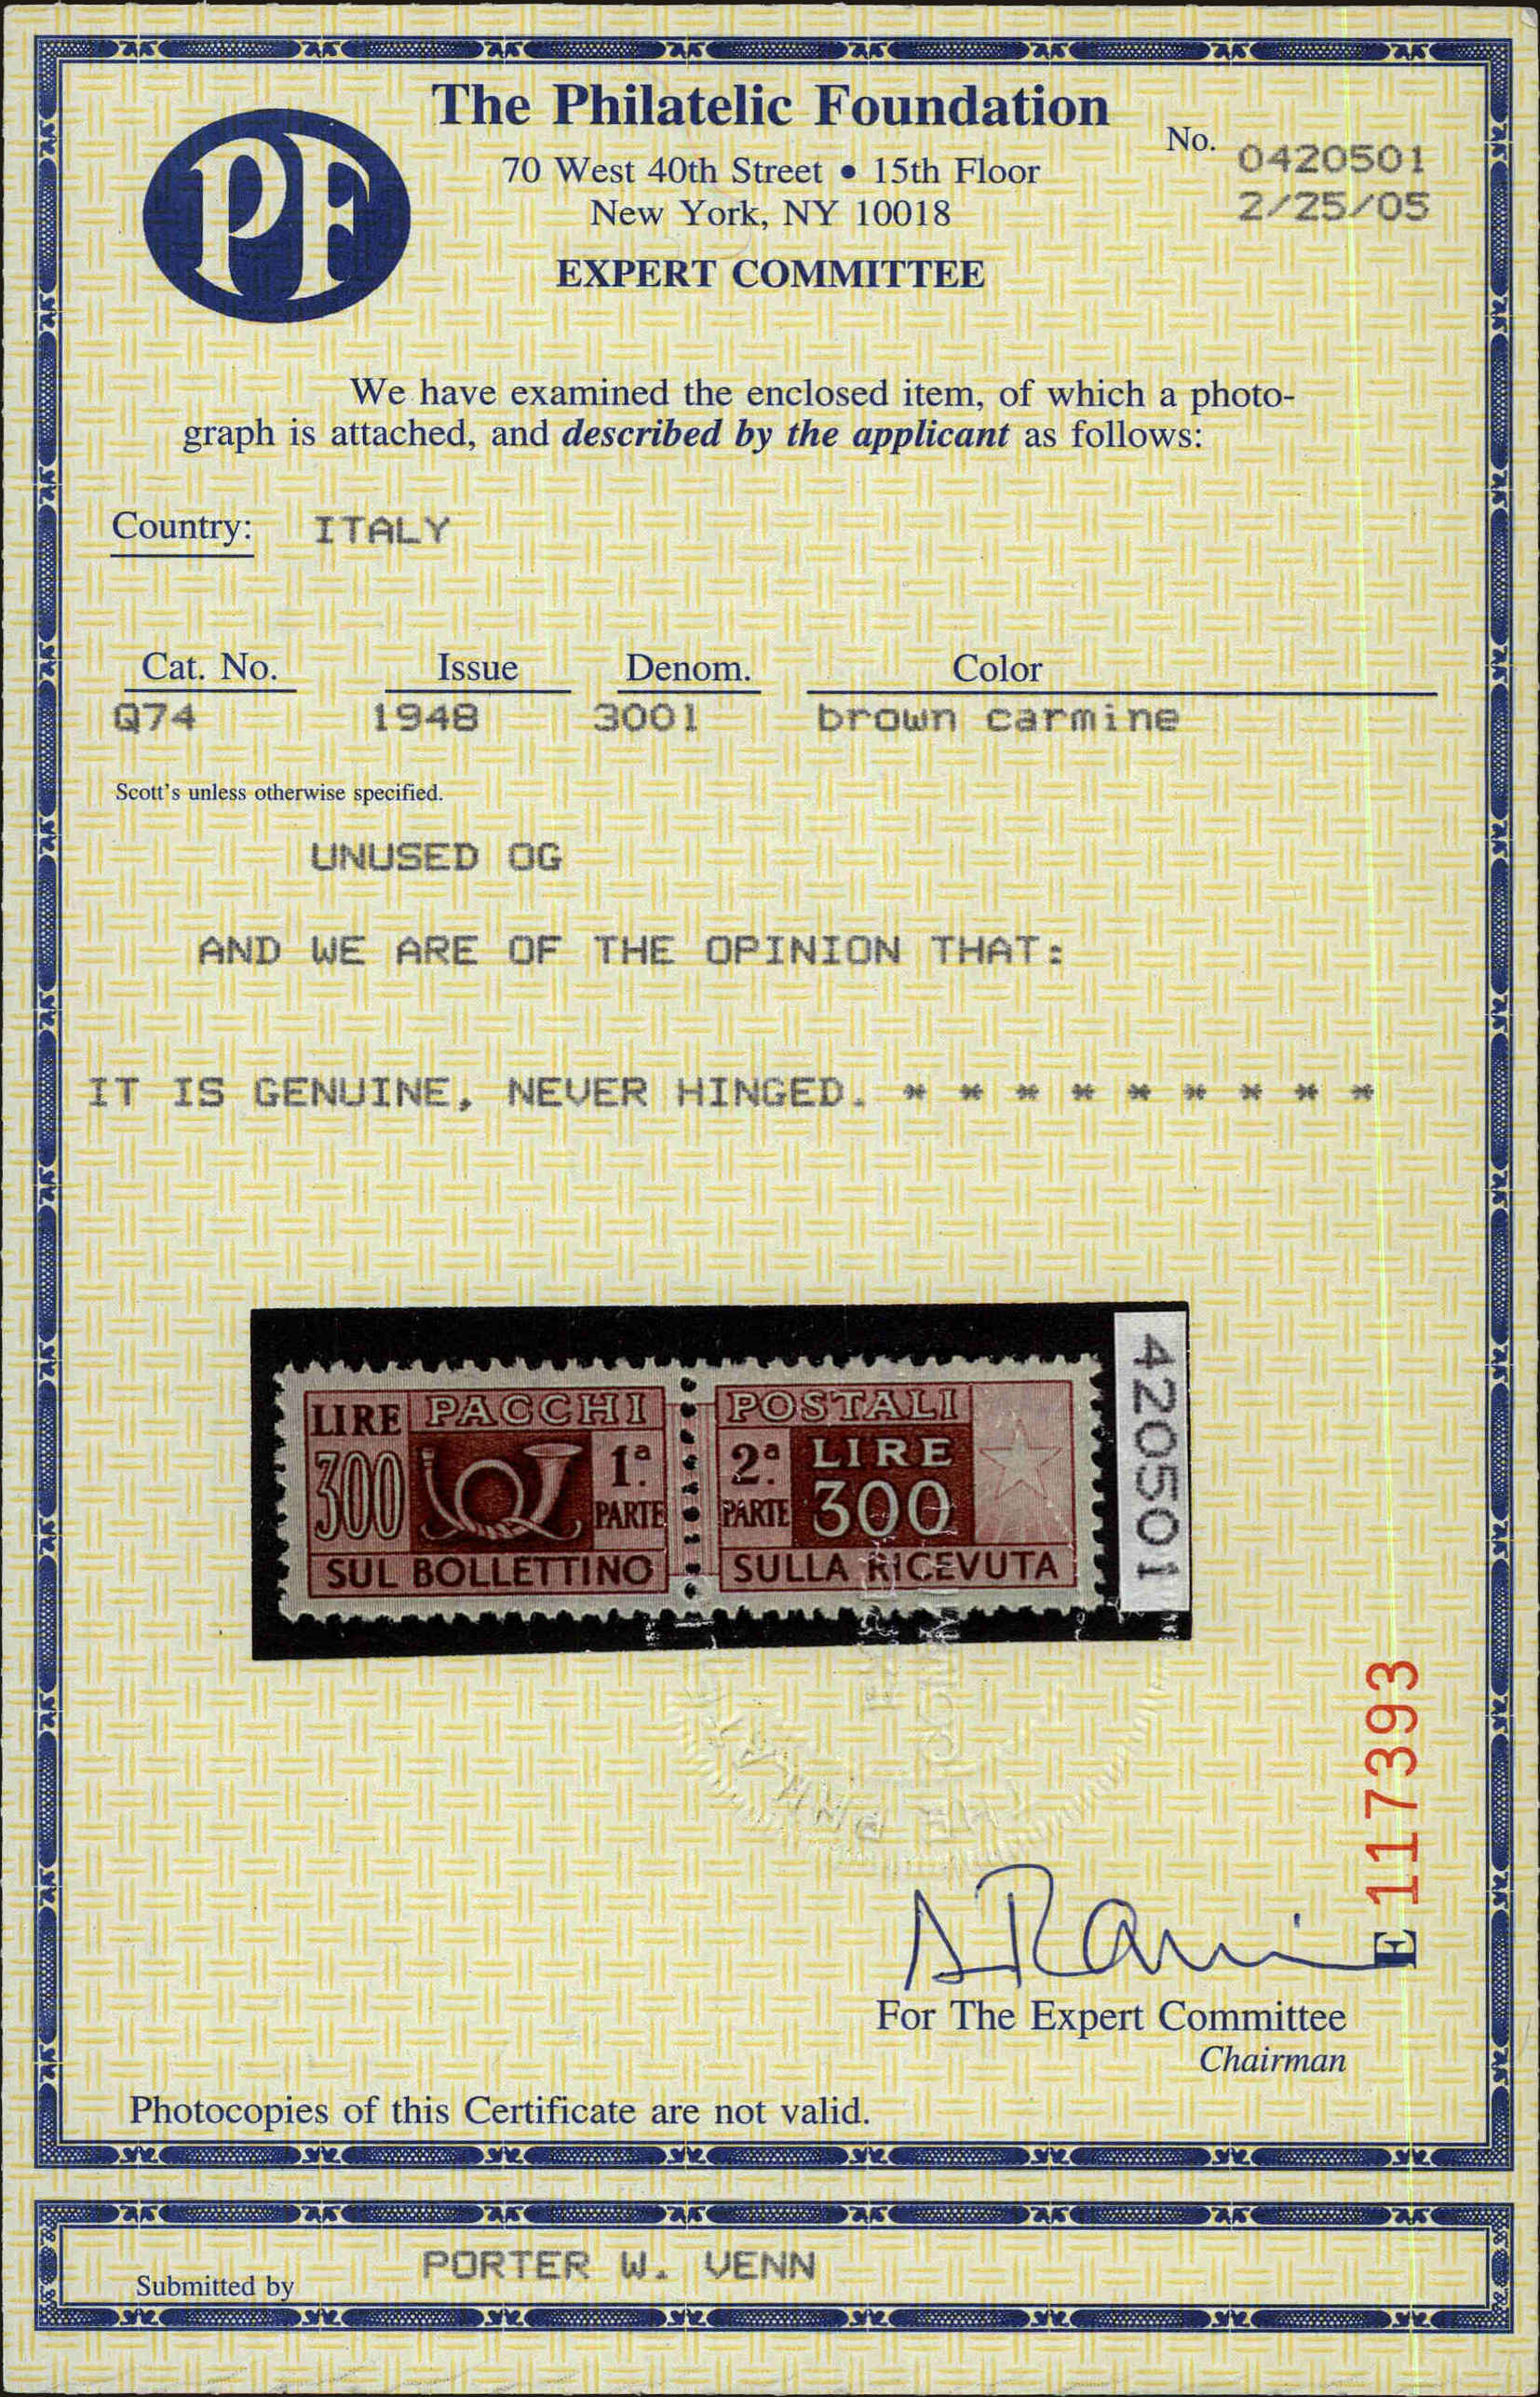 PF
The Philatelic Foundation
70 West 40th Street • 15th Floor
New York, NY 10018
EXPERT COMMITTEE
No. 0420501
2/25/05
We have examined the enclosed item, of which a photo-
graph is attached, and described by the applicant as follows:
Country: ITALY
Cat. No. Issue Denom. Color
Q74 1948 300l brown carmine
Scott's unless otherwise specified.
UNUSED OG
AND WE ARE OF THE OPINION THAT:
IT IS GENUINE, NEVER HINGED. * * * * * * * * *
LIRE PACCHI POSTALI
300 1ª. PARTE 2ª. PARTE LIRE 300
SUL BOLLETTINO SULLA RICEVUTA
420501
E 117393
For The Expert Committee
Chairman
Photocopies of this Certificate are not valid.
Submitted by PORTER W. VENN